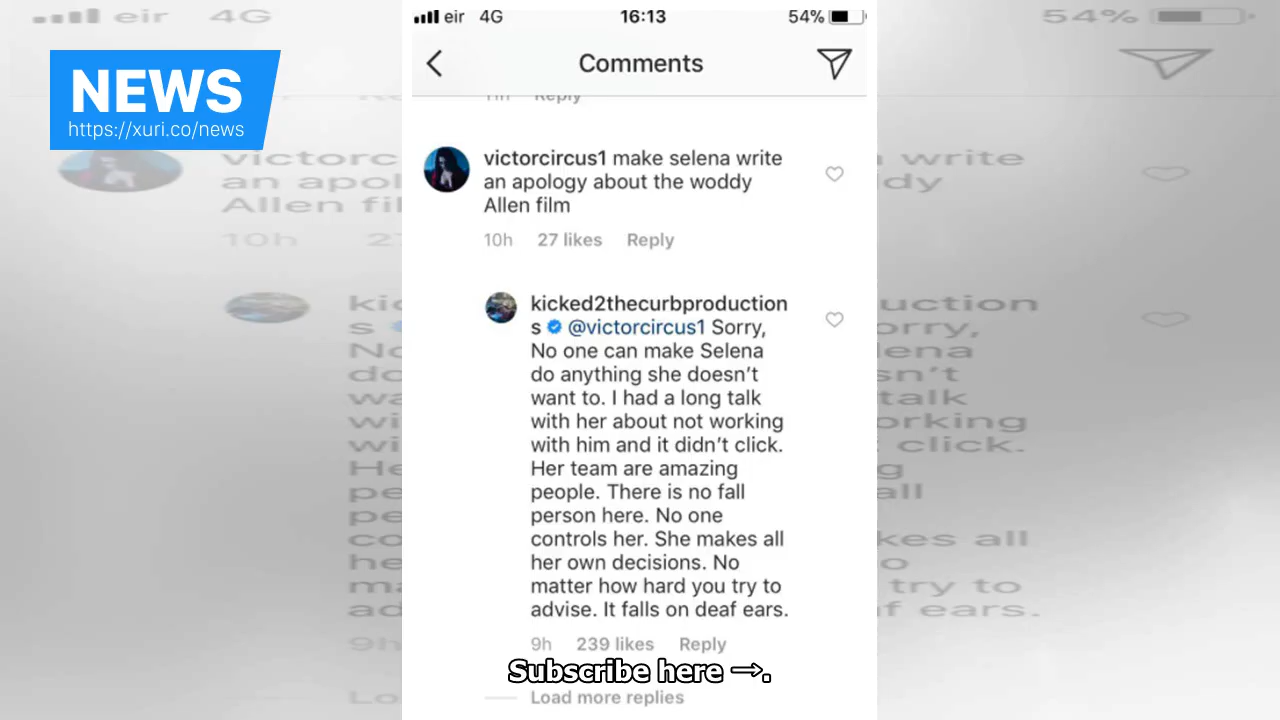 eir 4G 16:13 54%
NEWS
https://xuri.co/news
Comments
11h Reply
victorcircus1 make selena write
an apology about the woddy
Allen film
10h 27 likes Reply
kicked2thecurbproduction
s @victorcircus1 Sorry,
No one can make Selena
do anything she doesn't
want to. I had a long talk
with her about not working
with him and it didn't click.
Her team are amazing
people. There is no fall
person here. No one
controls her. She makes all
her own decisions. No
matter how hard you try to
advise. It falls on deaf ears.
9h 239 likes Reply
Subscribe here →.
Load more replies